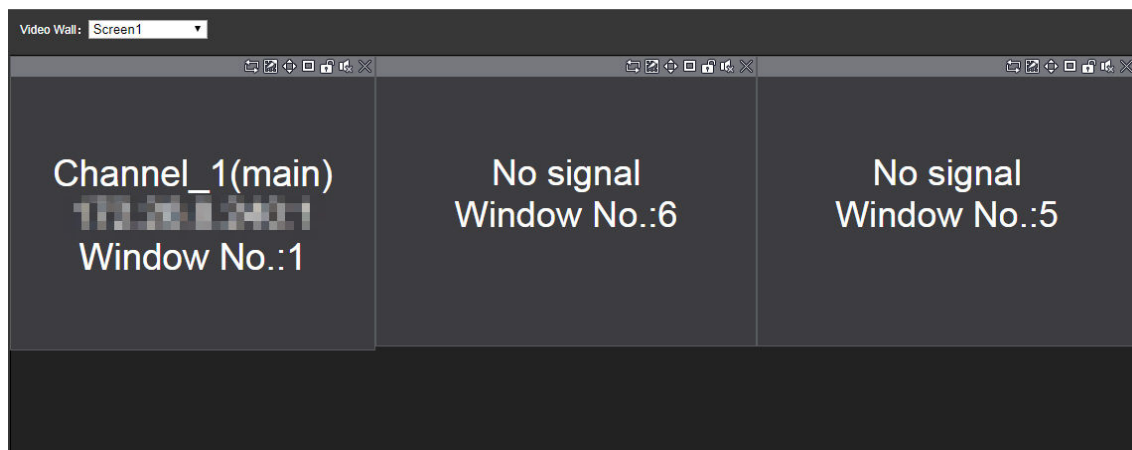 Video Wall: Screen1
Channel_1(main)
Window No.:1
No signal
Window No.:6
No signal
Window No.:5